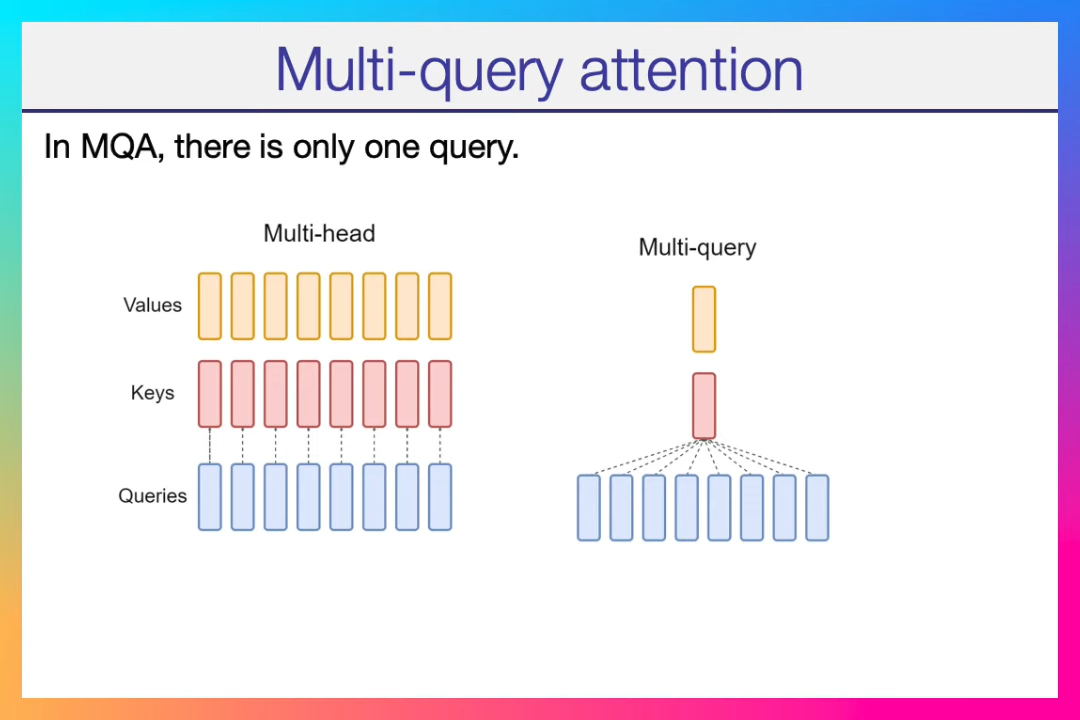 Multi-query attention
In MQA, there is only one query.
Multi-head
Multi-query
Values
Keys
Queries